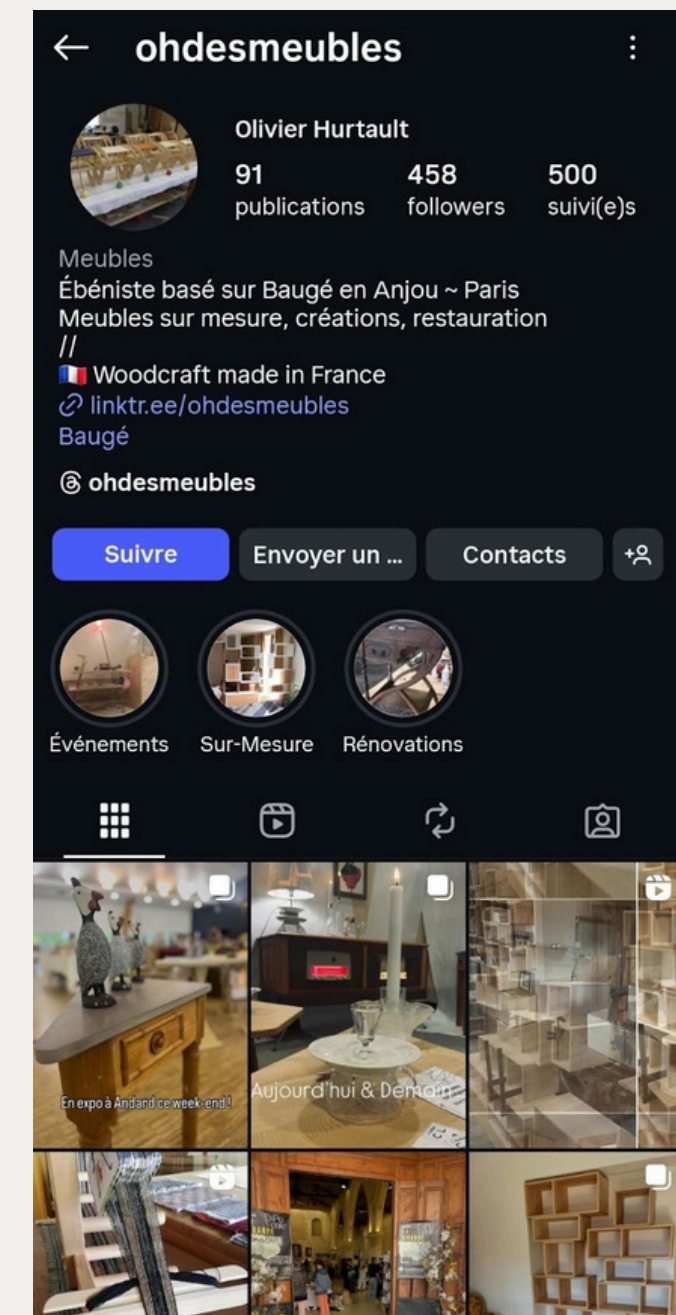 ohdesmeubles
Olivier Hurtault
91 458 500
publications followers suivi(e)s
Meubles
Ébéniste basé sur Baugé en Anjou ~ Paris
Meubles sur mesure, créations, restauration
//
🇫🇷 Woodcraft made in France
linktr.ee/ohdesmeubles
Baugé
ohdesmeubles
Suivre Envoyer un ... Contacts
Événements Sur-Mesure Rénovations
En expo à Andard ce week-end !
Aujourd'hui & Demain